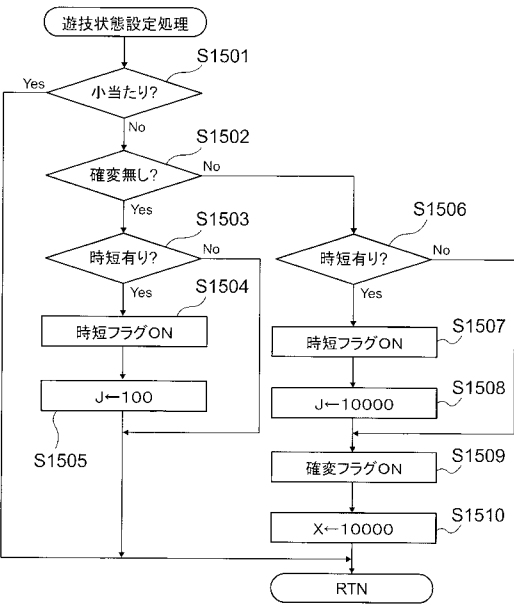 遊技状態設定処理
S1501
小当たり?
Yes
No
S1502
確変無し?
No
Yes
S1503
時短有り?
No
Yes
S1504
時短フラグON
J←100
S1505
S1506
時短有り?
No
Yes
S1507
時短フラグON
S1508
J←10000
S1509
確変フラグON
S1510
X←10000
RTN